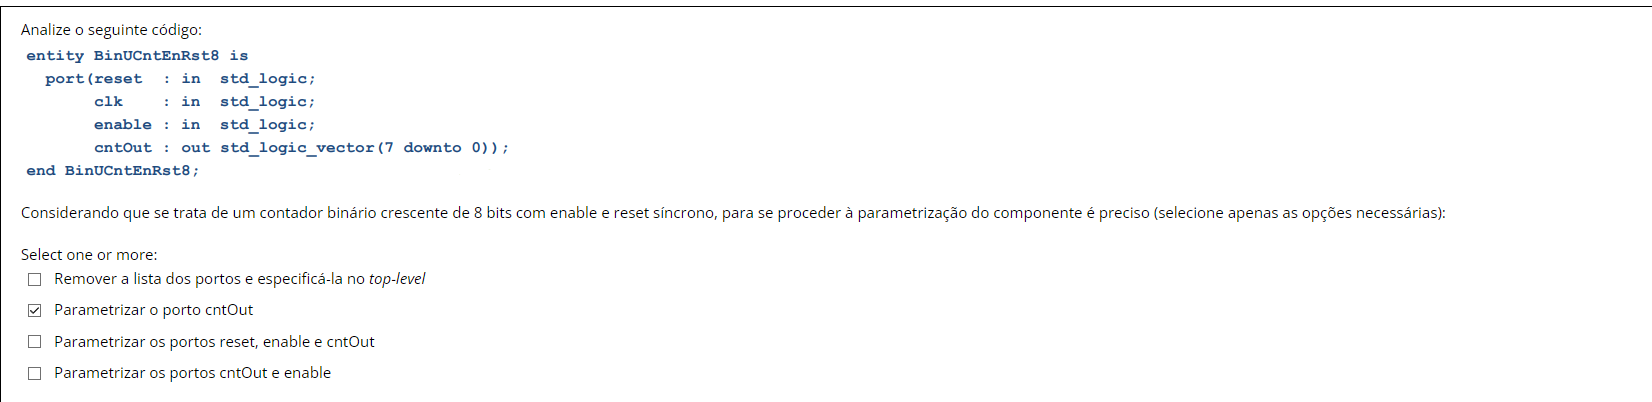 Analize o seguinte código:
entity BinUCntEnRst8 is
port(reset : in std_logic;
clk : in std_logic;
enable : in std_logic;
cntOut : out std_logic_vector(7 downto 0));
end BinUCntEnRst8;
Considerando que se trata de um contador binário crescente de 8 bits com enable e reset síncrono, para se proceder à parametrização do componente é preciso (selecione apenas as opções necessárias):
Select one or more:
Remover a lista dos portos e especificá-la no top-level
Parametrizar o porto cntOut
Parametrizar os portos reset, enable e cntOut
Parametrizar os portos cntOut e enable